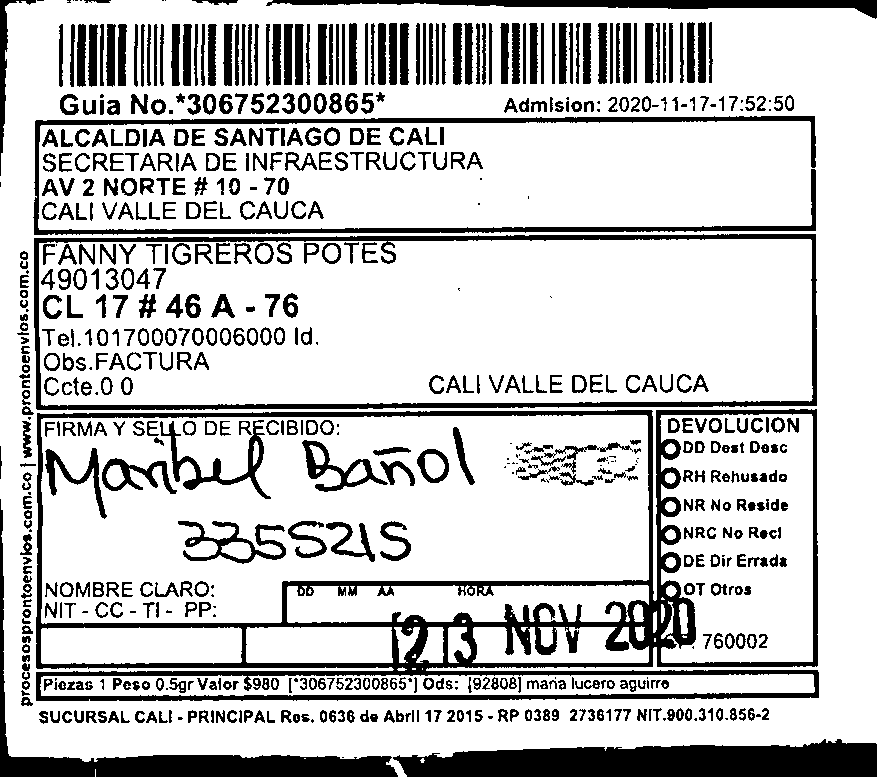 Guia No.*306752300865*
Admision: 2020-11-17-17:52:50
ALCALDIA DE SANTIAGO DE CALI
SECRETARIA DE INFRAESTRUCTURA
AV 2 NORTE # 10 - 70
CALI VALLE DEL CAUCA
FANNY TIGREROS POTES
49013047
CL 17 # 46 A - 76
Tel.101700070006000 Id.
Obs.FACTURA
Ccte.0 0
CALI VALLE DEL CAUCA
procesosprontoenvios.com.co | www.prontoenvios.com.co
FIRMA Y SELLO DE RECIBIDO:
Maribel Bañol
3355215
NOMBRE CLARO:
NIT - CC - TI - PP:
DD MM AA HORA
23 NOV 2020
DEVOLUCION
DD Dest Desc
RH Rehusado
NR No Reside
NRC No Recl
DE Dir Errada
OT Otros
760002
Piezas 1 Peso 0.5gr Valor $980 [*306752300865*] Ods: [92808] maria lucero aguirre
SUCURSAL CALI - PRINCIPAL Res. 0636 de Abril 17 2015 - RP 0389 2736177 NIT.900.310.856-2